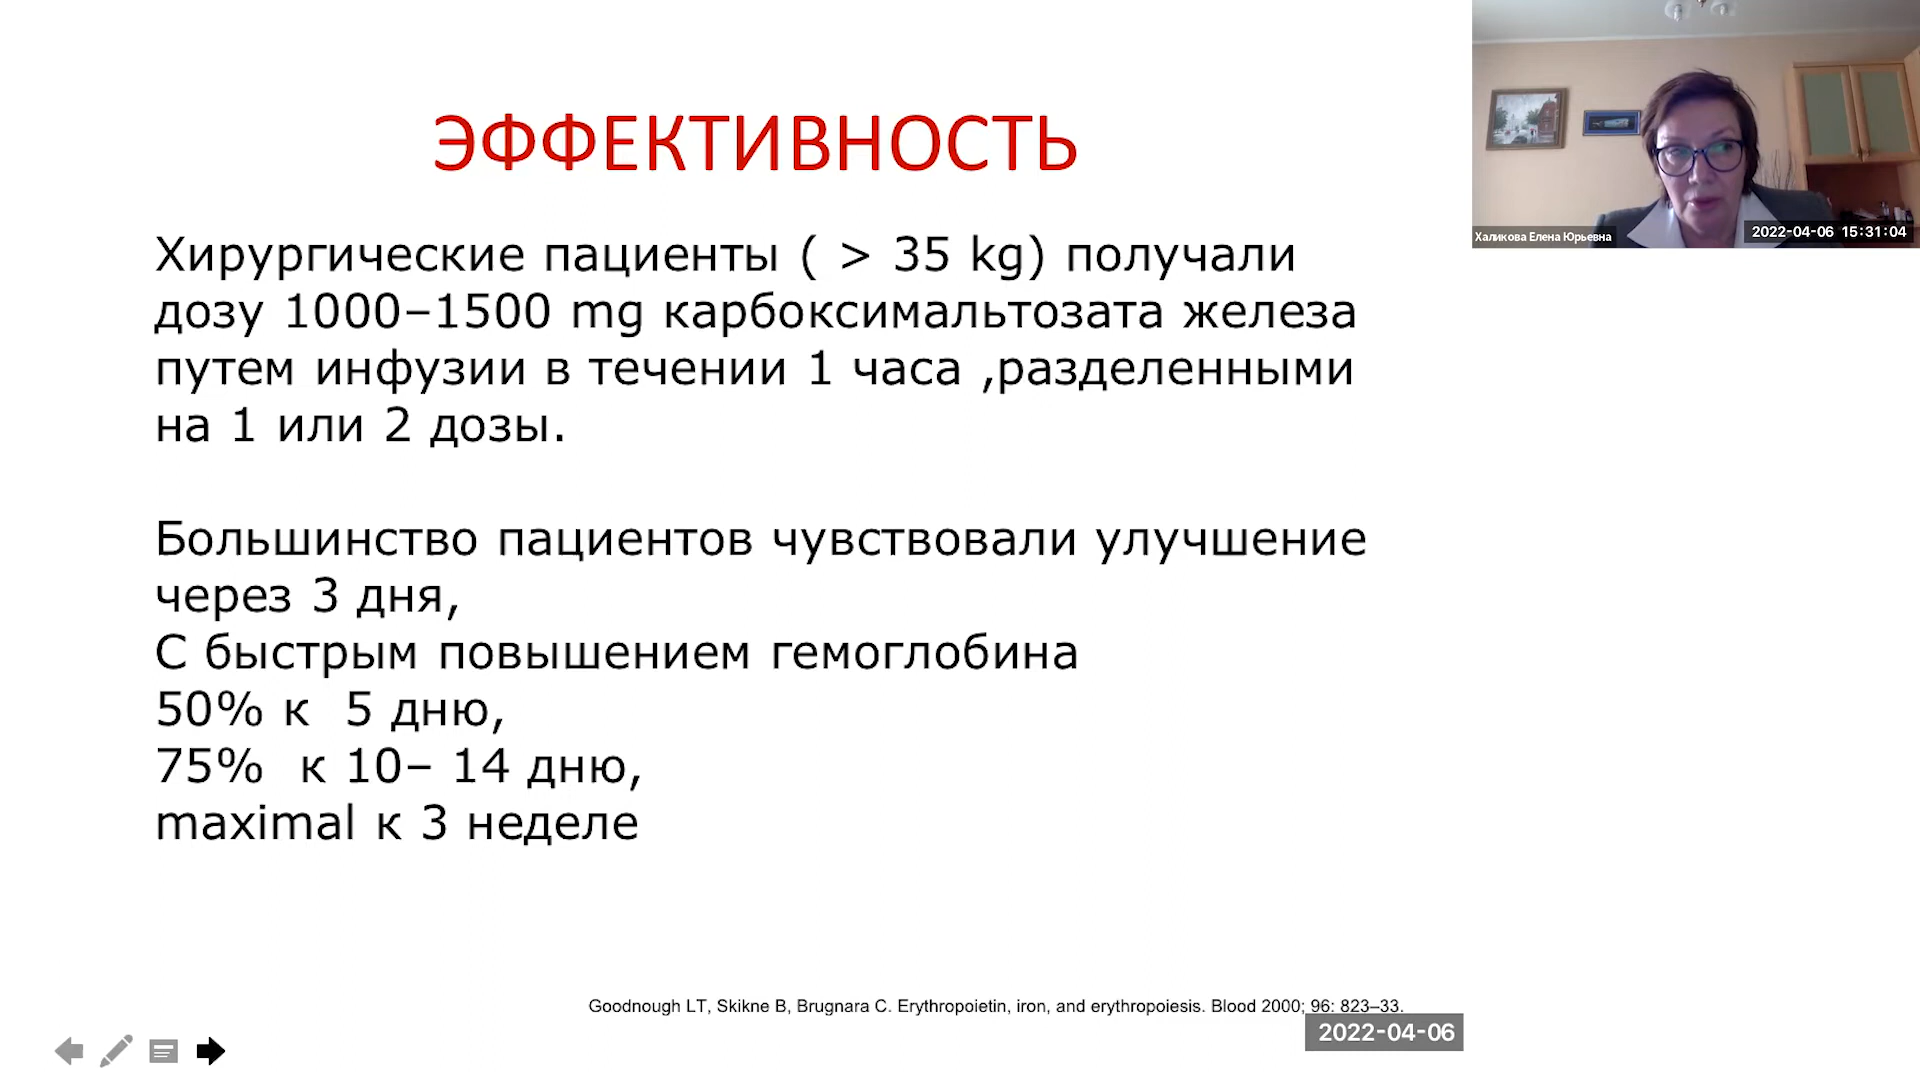 ЭФФЕКТИВНОСТЬ
Хирургические пациенты ( > 35 kg) получали
дозу 1000–1500 mg карбоксимальтозата железа
путем инфузии в течении 1 часа ,разделенными
на 1 или 2 дозы.
Большинство пациентов чувствовали улучшение
через 3 дня,
С быстрым повышением гемоглобина
50% к 5 дню,
75% к 10– 14 дню,
maximal к 3 неделе
Goodnough LT, Skikne B, Brugnara C. Erythropoietin, iron, and erythropoiesis. Blood 2000; 96: 823–33.
2022-04-06
Халикова Елена Юрьевна
2022-04-06 15:31:04